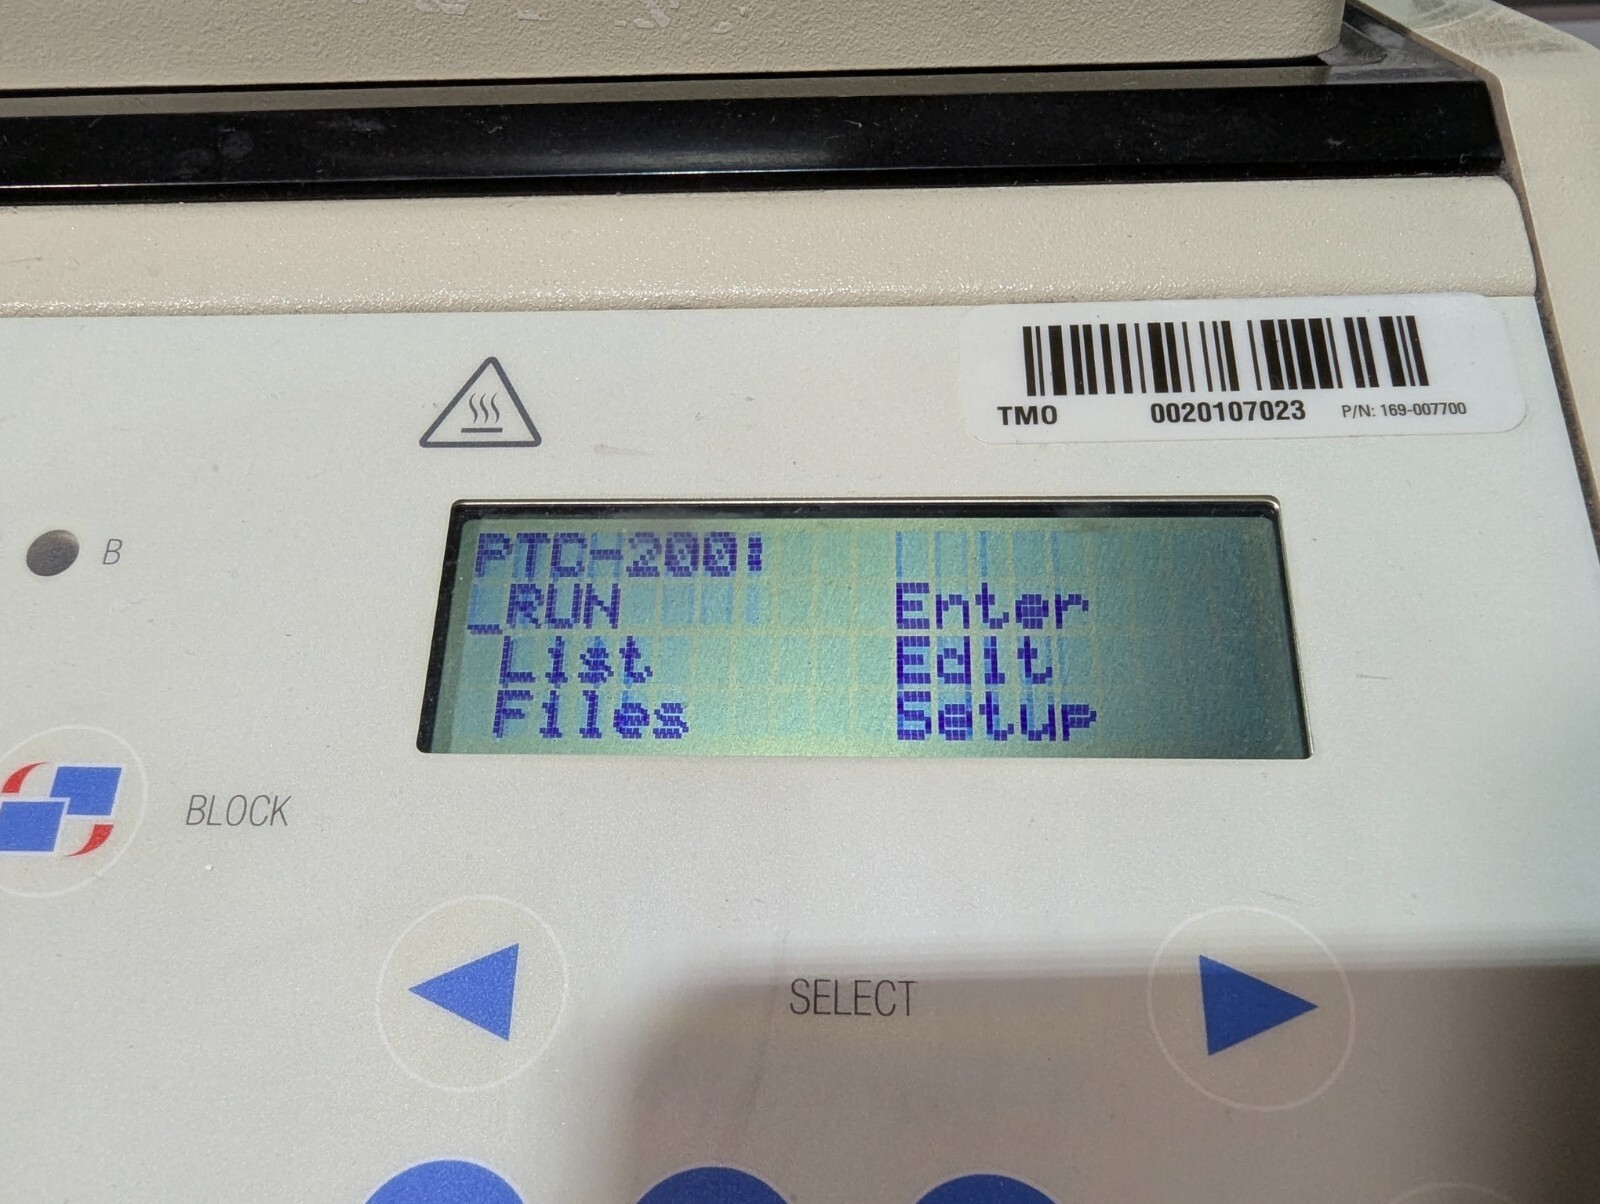 TMO 0020107023 P/N: 169-007700
B
PTC-200:
_RUN Enter
List Edit
Files Setup
BLOCK
SELECT